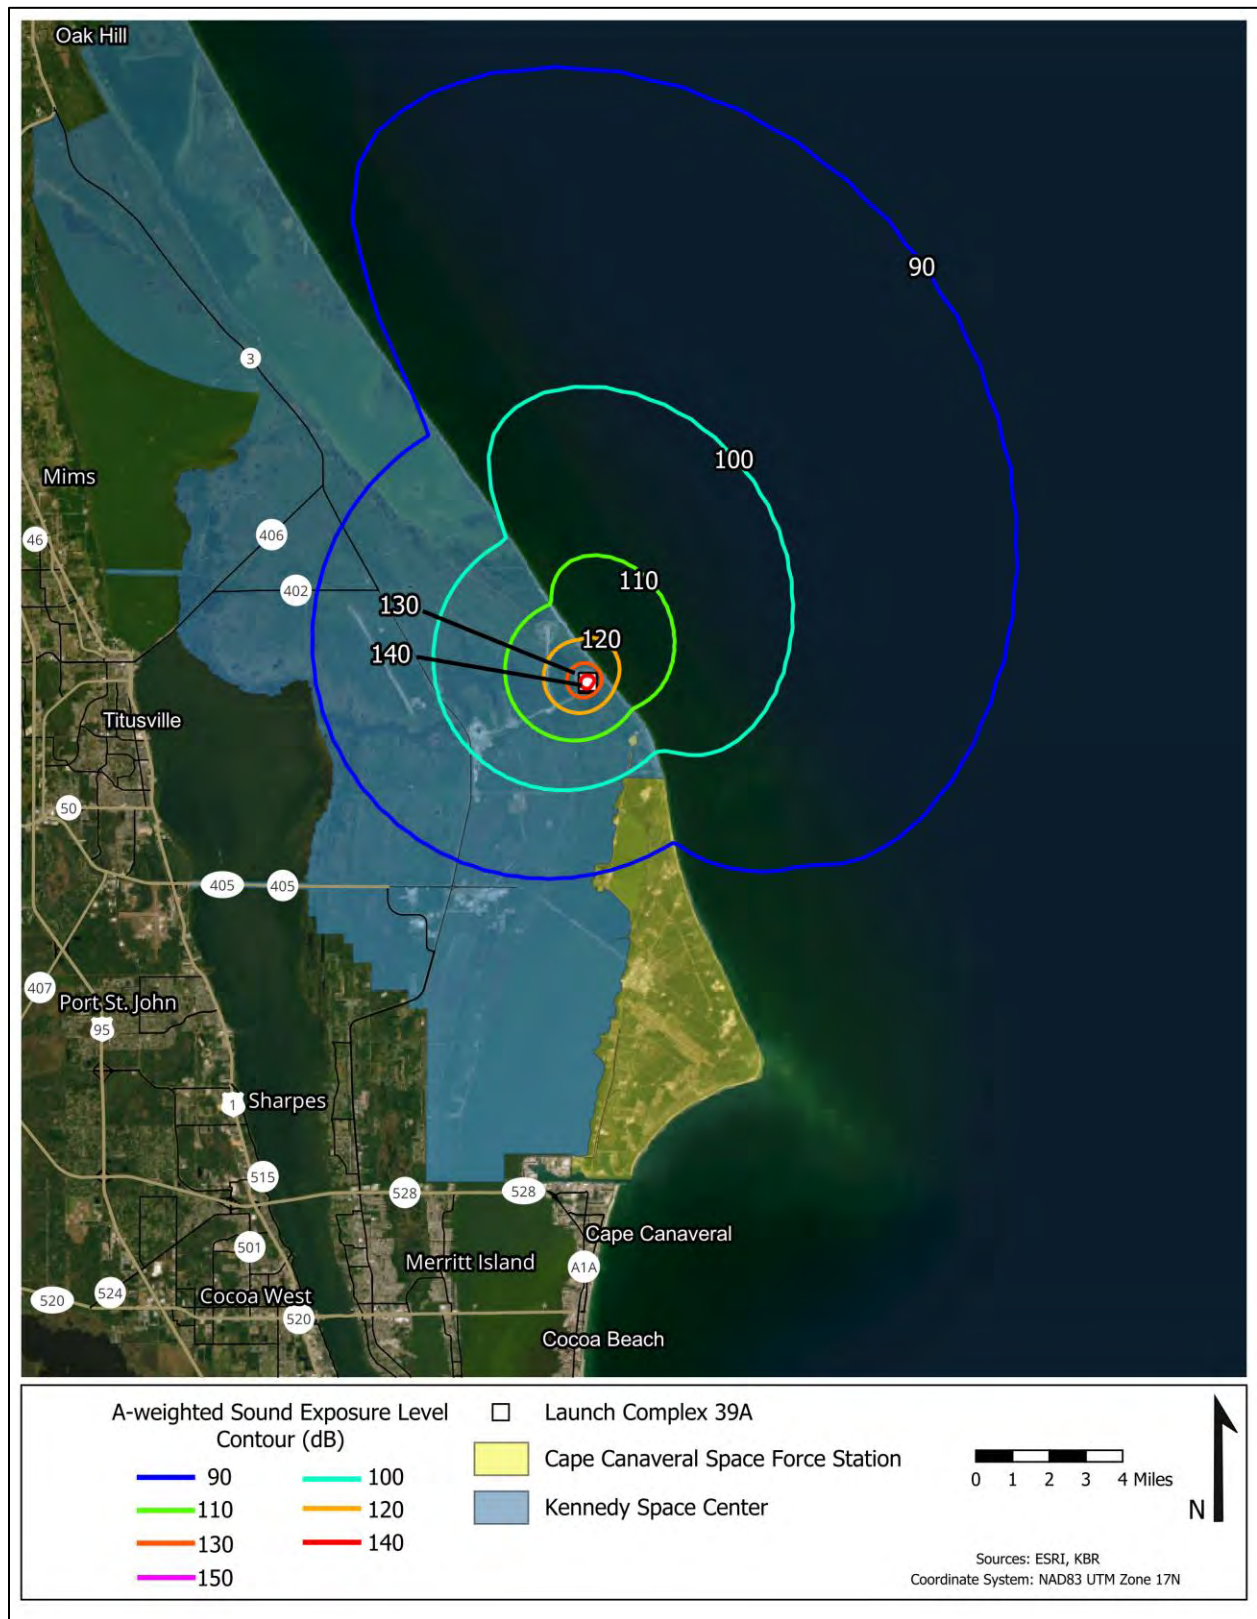 Oak Hill
90
3
100
Mims
46
406
110
402
130
120
140
Titusville
50
405
405
407
Port St. John
95
1
Sharpes
515
528
528
Cape Canaveral
501
Merritt Island
A1A
524
520
Cocoa West
520
Cocoa Beach
A-weighted Sound Exposure Level
Contour (dB)
90
100
110
120
130
140
150
Launch Complex 39A
Cape Canaveral Space Force Station
Kennedy Space Center
0 1 2 3 4 Miles
N
Sources: ESRI, KBR
Coordinate System: NAD83 UTM Zone 17N